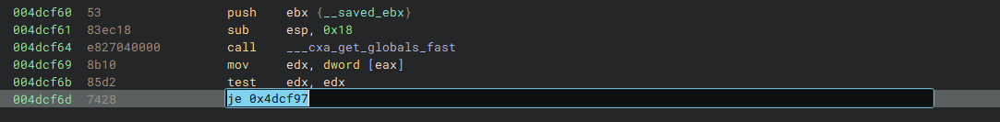 004dcf60 53 push ebx {__saved_ebx}
004dcf61 83ec18 sub esp, 0x18
004dcf64 e827040000 call ___cxa_get_globals_fast
004dcf69 8b10 mov edx, dword [eax]
004dcf6b 85d2 test edx, edx
004dcf6d 7428 je 0x4dcf97